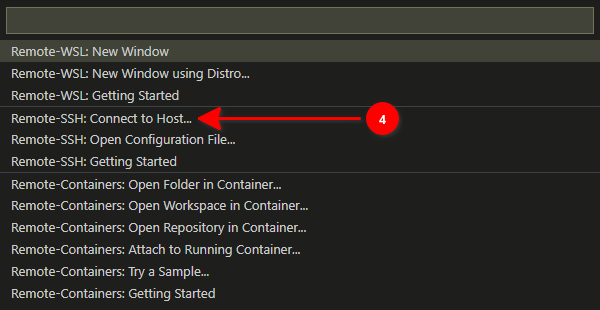 Remote-WSL: New Window
Remote-WSL: New Window using Distro...
Remote-WSL: Getting Started
Remote-SSH: Connect to Host...
4
Remote-SSH: Open Configuration File...
Remote-SSH: Getting Started
Remote-Containers: Open Folder in Container...
Remote-Containers: Open Workspace in Container...
Remote-Containers: Open Repository in Container...
Remote-Containers: Attach to Running Container...
Remote-Containers: Try a Sample...
Remote-Containers: Getting Started